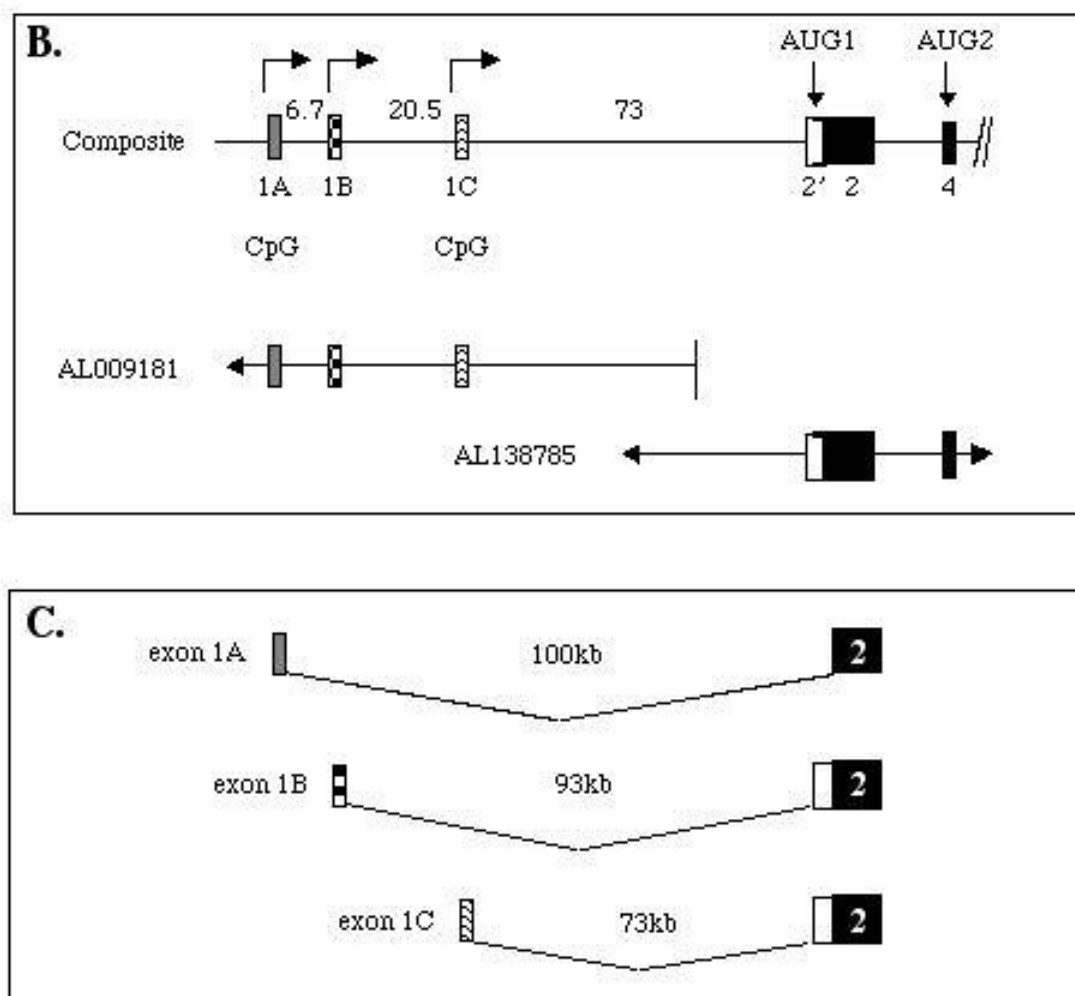 B.
AUG1 AUG2
6.7 20.5 73
Composite
1A 1B 1C 2' 2 4
CpG CpG
AL009181
AL138785
C.
exon 1A 100kb 2
exon 1B 93kb 2
exon 1C 73kb 2